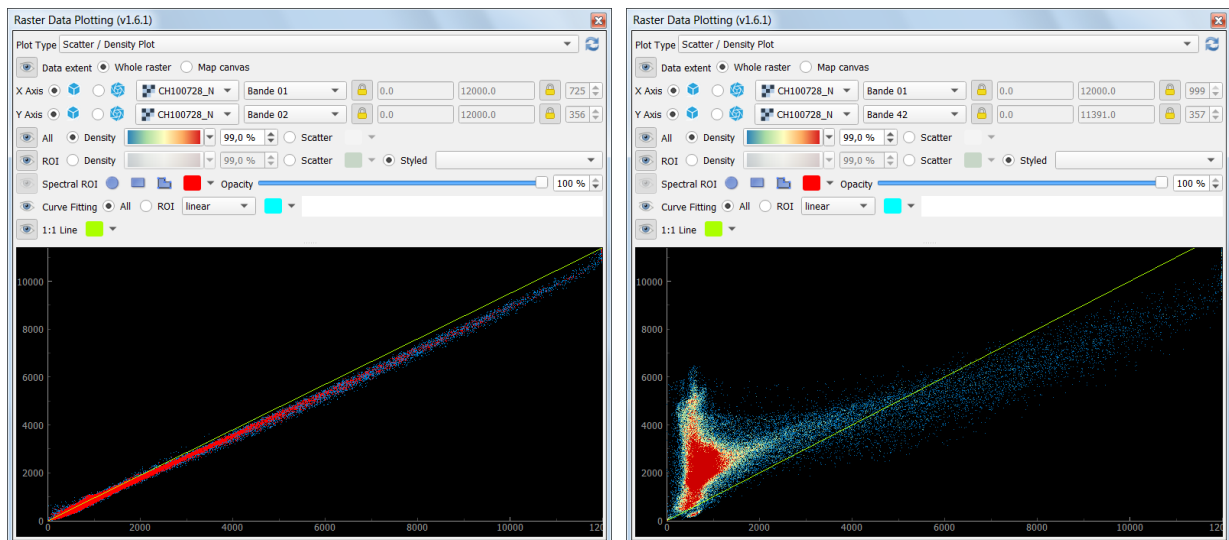 Raster Data Plotting (v1.6.1)
Plot Type Scatter / Density Plot
Data extent Whole raster Map canvas
X Axis CH100728_N Bande 01 0.0 12000.0 725
Y Axis CH100728_N Bande 02 0.0 12000.0 356
All Density 99,0 % Scatter
ROI Density 99,0 % Scatter Styled
Spectral ROI Opacity 100 %
Curve Fitting All ROI linear
1:1 Line
10000
8000
6000
4000
2000
0
0 2000 4000 6000 8000 10000 120
Raster Data Plotting (v1.6.1)
Plot Type Scatter / Density Plot
Data extent Whole raster Map canvas
X Axis CH100728_N Bande 01 0.0 12000.0 999
Y Axis CH100728_N Bande 42 0.0 11391.0 357
All Density 99,0 % Scatter
ROI Density 99,0 % Scatter Styled
Spectral ROI Opacity 100 %
Curve Fitting All ROI linear
1:1 Line
10000
8000
6000
4000
2000
0
0 2000 4000 6000 8000 10000 120